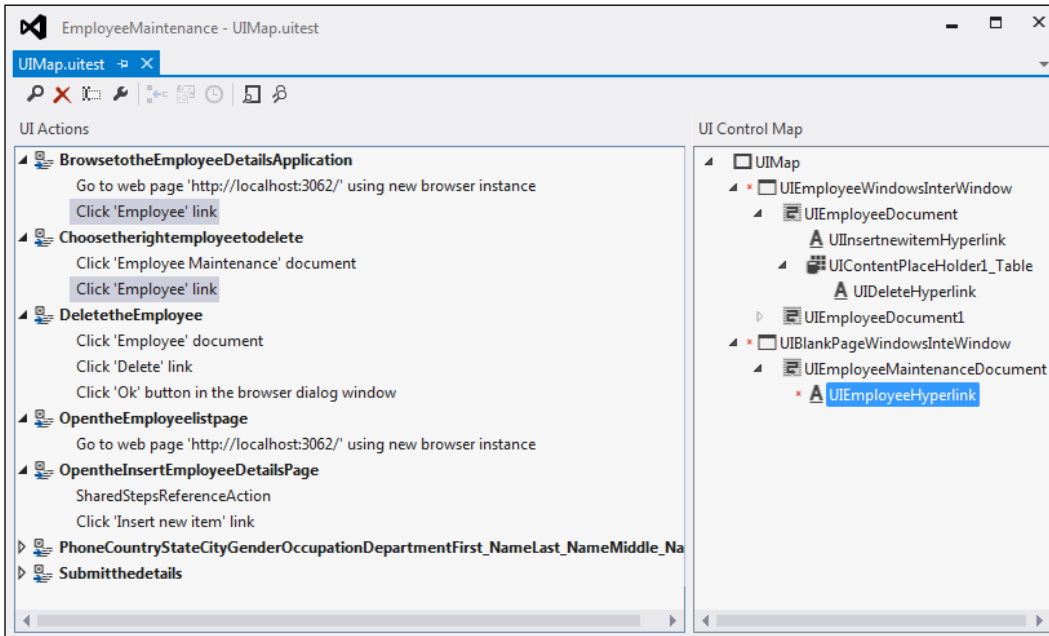 EmployeeMaintenance - UIMap.uitest
UIMap.uitest
UI Actions
BrowsetotheEmployeeDetailsApplication
Go to web page 'http://localhost:3062/' using new browser instance
Click 'Employee' link
Choosetherightemployeetodelete
Click 'Employee Maintenance' document
Click 'Employee' link
DeletetheEmployee
Click 'Employee' document
Click 'Delete' link
Click 'Ok' button in the browser dialog window
OpentheEmployeelistpage
Go to web page 'http://localhost:3062/' using new browser instance
OpentheInsertEmployeeDetailsPage
SharedStepsReferenceAction
Click 'Insert new item' link
PhoneCountryStateCityGenderOccupationDepartmentFirst_NameLast_NameMiddle_Na
Submitthedetails
UI Control Map
UIMap
UIEmployeeWindowsInterWindow
UIEmployeeDocument
UIInsertnewitemHyperlink
UIContentPlaceHolder1_Table
UIDeleteHyperlink
UIEmployeeDocument1
UIBlankPageWindowsInteWindow
UIEmployeeMaintenanceDocument
UIEmployeeHyperlink